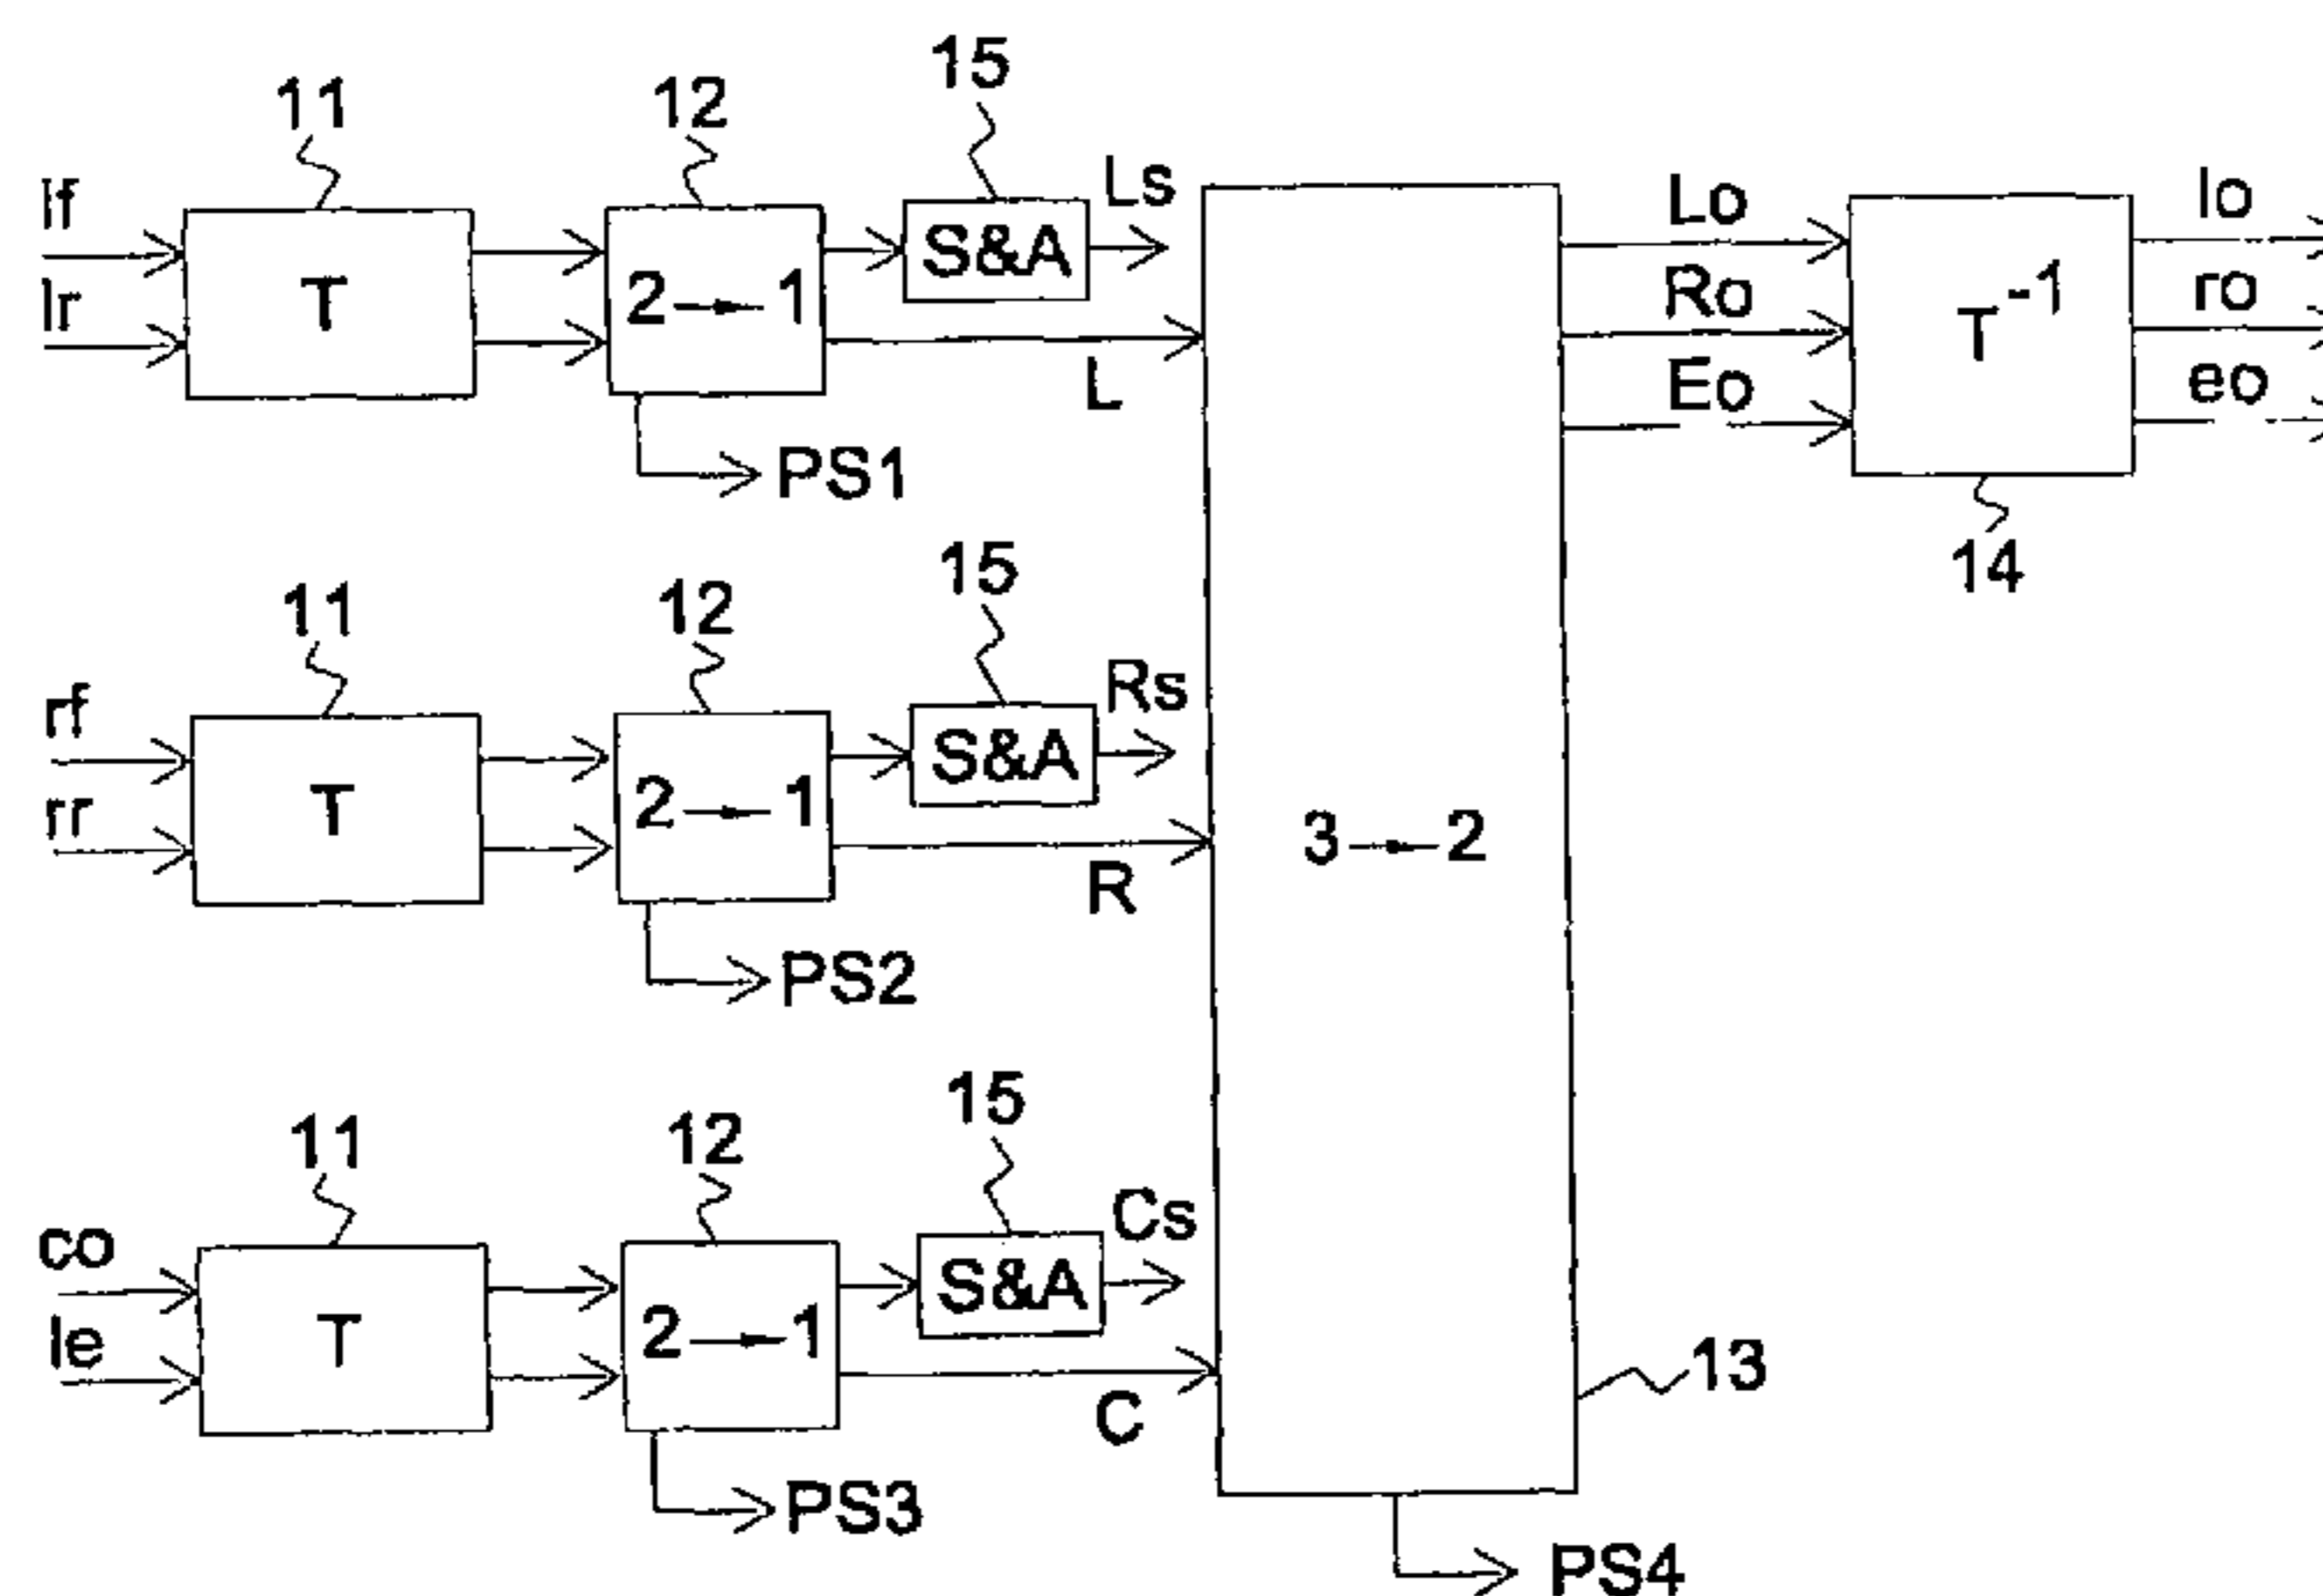 15
11
12
lf
Ls
Lo
lo
S&A
T
2 → 1
Ro
ro
T -1
lr
L
Eo
eo
PS1
14
15
11
12
rf
Rs
S&A
T
2 → 1
3 → 2
rr
R
PS2
15
11
12
co
Cs
S&A
T
2 → 1
le
13
C
PS3
PS4